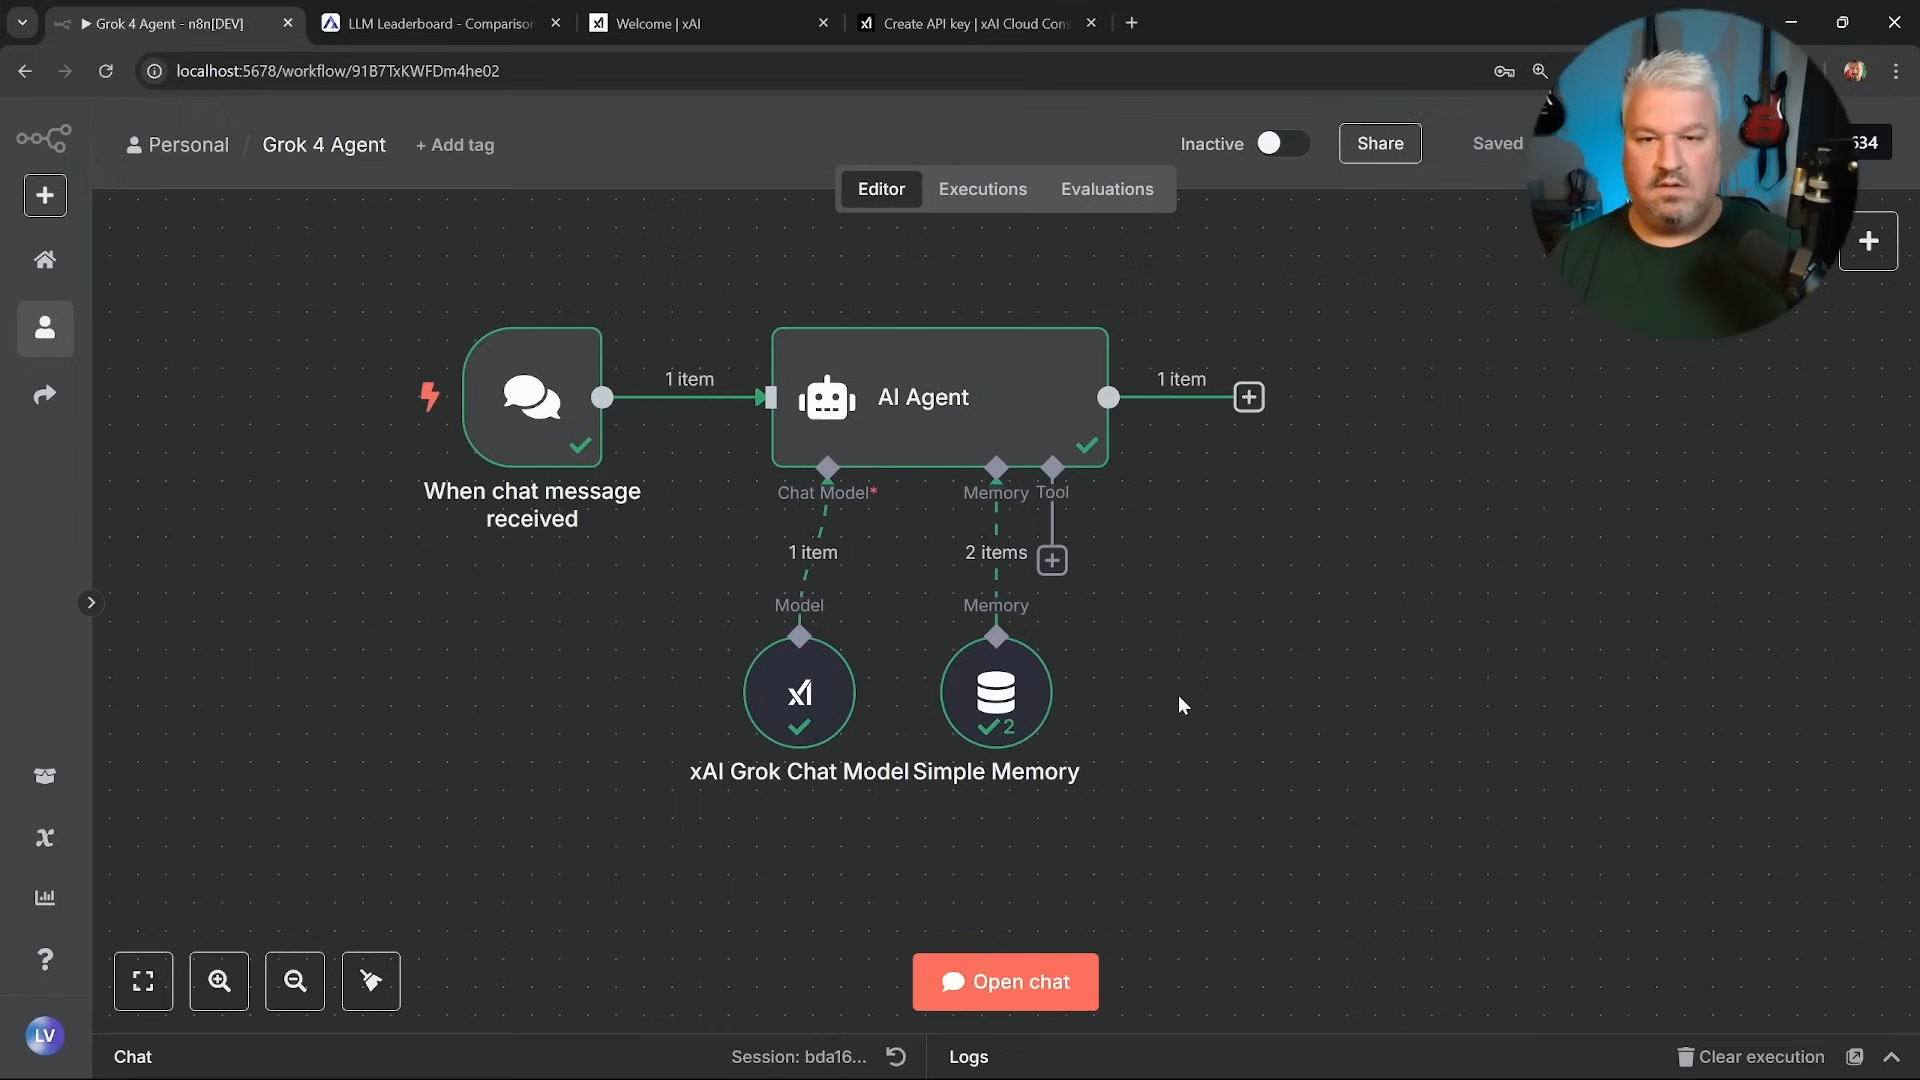 Grok 4 Agent - n8n[DEV]
LLM Leaderboard - Comparison
Welcome | xAI
Create API key | xAI Cloud Cons
localhost:5678/workflow/91B7TxKWFDm4he02
Personal / Grok 4 Agent + Add tag
Inactive
Share
Saved
634
Editor
Executions
Evaluations
1 item
AI Agent
1 item
When chat message
received
Chat Model*
Memory
Tool
1 item
2 items
Model
Memory
2
xAI Grok Chat Model
Simple Memory
Open chat
LV
Chat
Session: bda16...
Logs
Clear execution